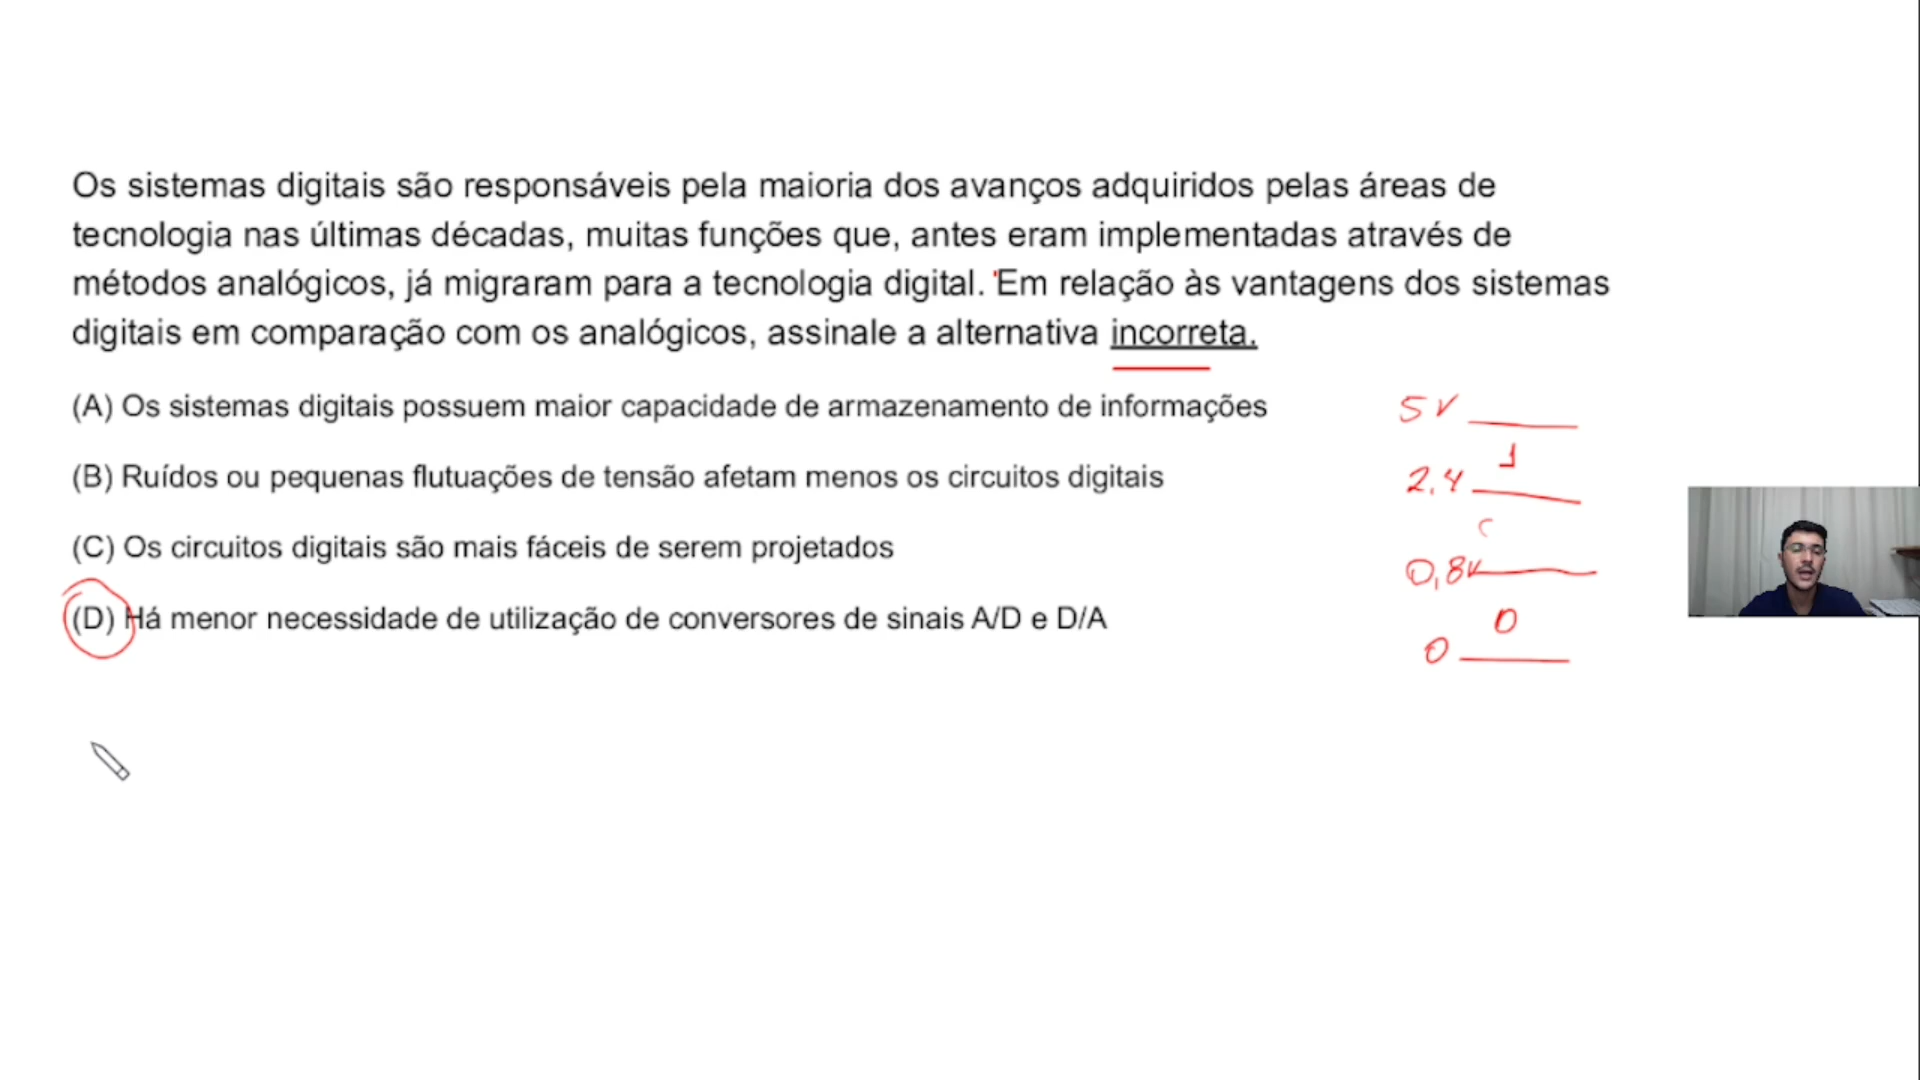 Os sistemas digitais são responsáveis pela maioria dos avanços adquiridos pelas áreas de
tecnologia nas últimas décadas, muitas funções que, antes eram implementadas através de
métodos analógicos, já migraram para a tecnologia digital. Em relação às vantagens dos sistemas
digitais em comparação com os analógicos, assinale a alternativa incorreta.
(A) Os sistemas digitais possuem maior capacidade de armazenamento de informações
(B) Ruídos ou pequenas flutuações de tensão afetam menos os circuitos digitais
(C) Os circuitos digitais são mais fáceis de serem projetados
(D) Há menor necessidade de utilização de conversores de sinais A/D e D/A
5V
1
2,4
0,8V
0
0